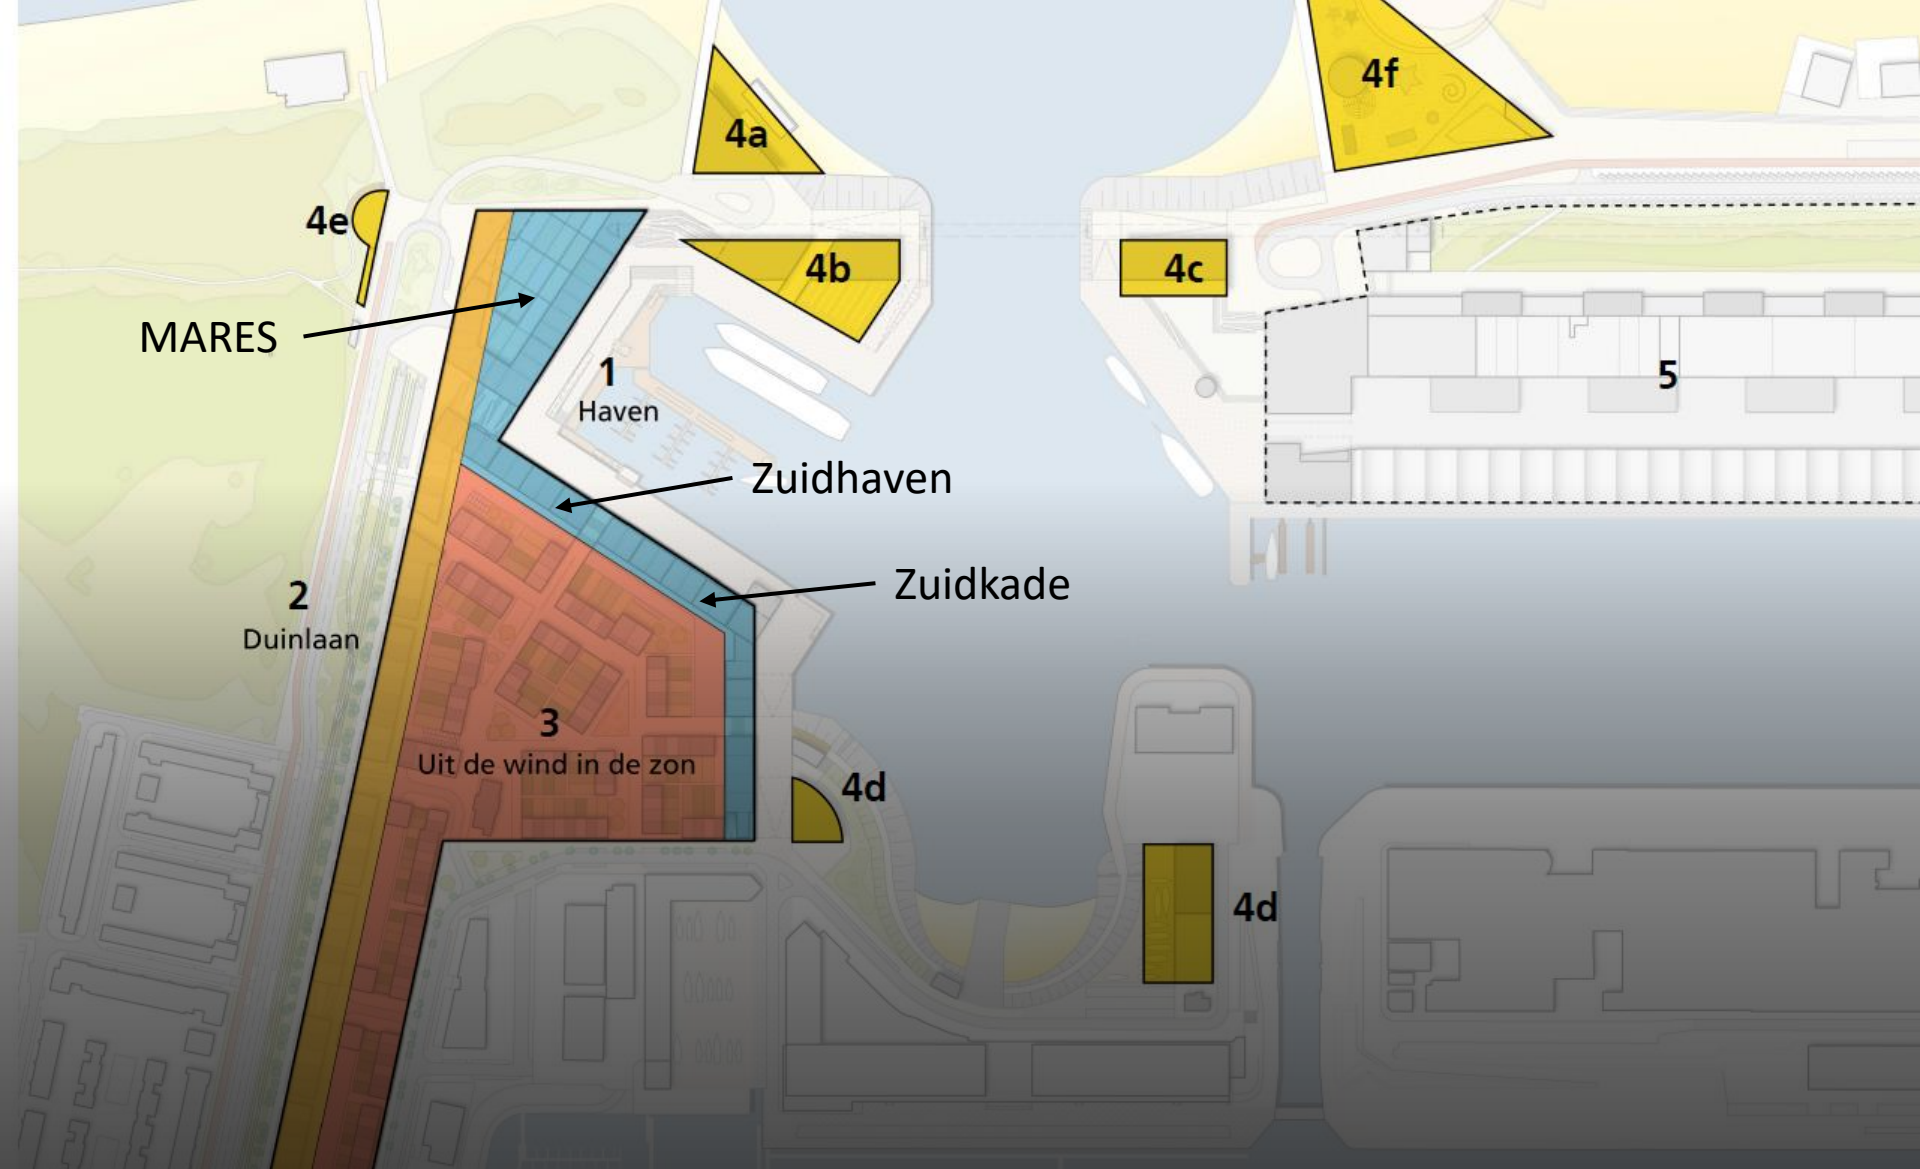 4f
4a
4e
4b
4c
MARES
1
Haven
5
Zuidhaven
Zuidkade
2
Duinlaan
3
Uit de wind in de zon
4d
4d